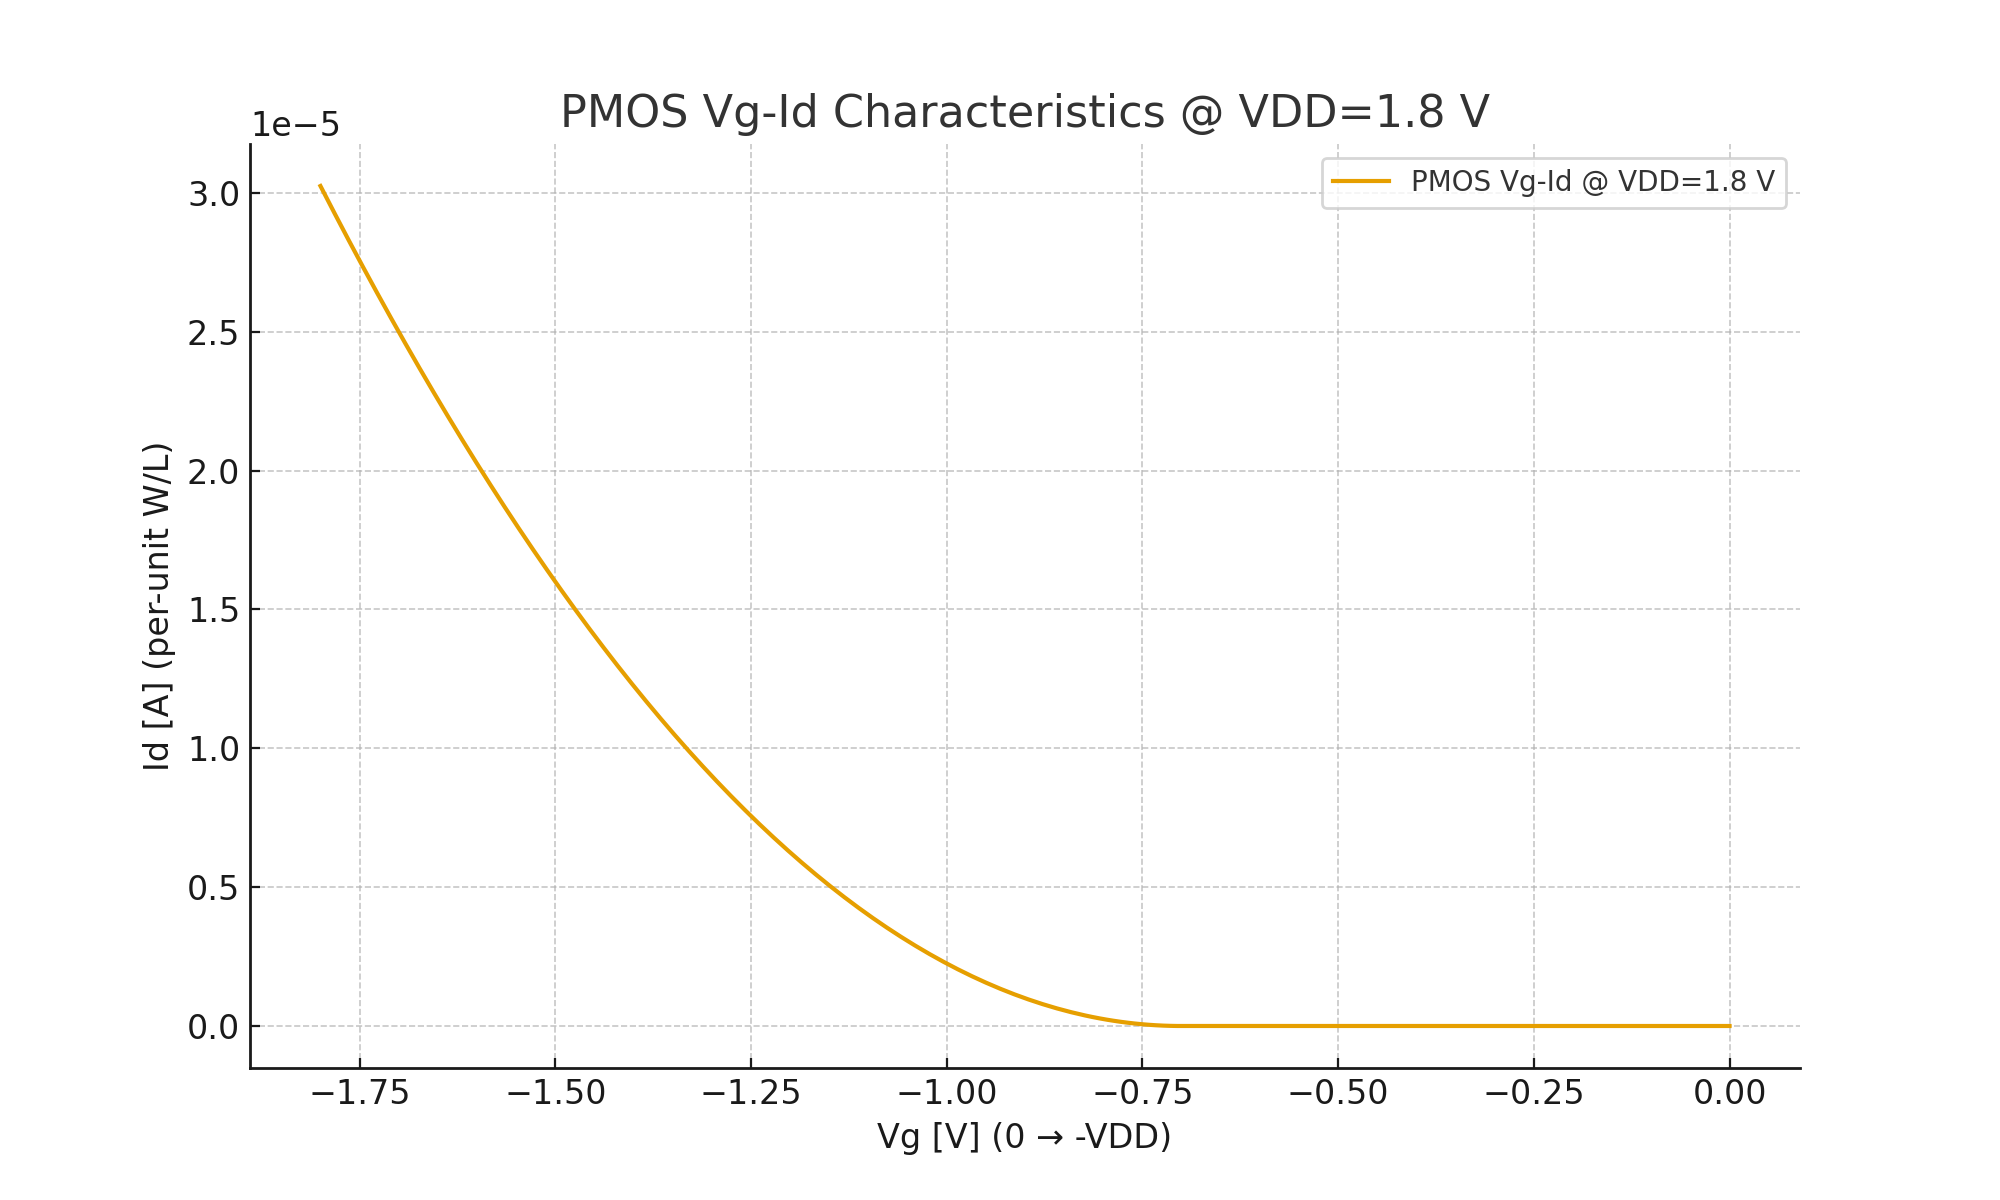 PMOS Vg-Id Characteristics @ VDD=1.8 V
1e−5
PMOS Vg-Id @ VDD=1.8 V
3.0
2.5
2.0
1.5
1.0
0.5
0.0
Id [A] (per-unit W/L)
−1.75 −1.50 −1.25 −1.00 −0.75 −0.50 −0.25 0.00
Vg [V] (0 → -VDD)